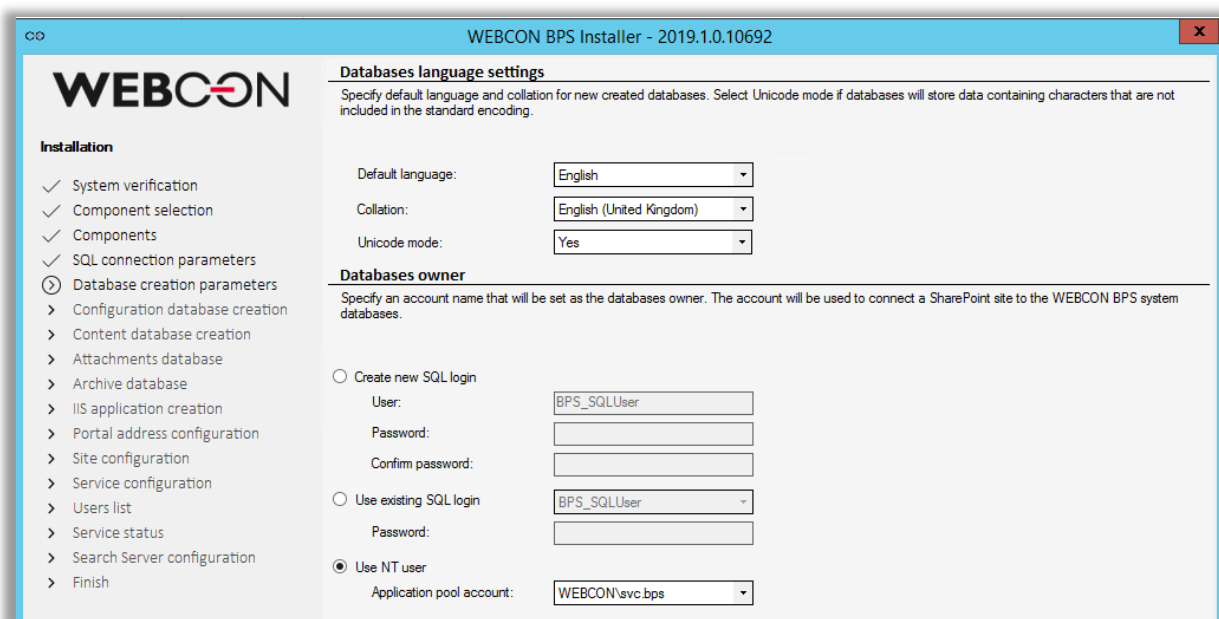 WEBCON BPS Installer - 2019.1.0.10692
x
WEBCON
Installation
System verification
Component selection
Components
SQL connection parameters
Database creation parameters
Configuration database creation
Content database creation
Attachments database
Archive database
IIS application creation
Portal address configuration
Site configuration
Service configuration
Users list
Service status
Search Server configuration
Finish
Databases language settings
Specify default language and collation for new created databases. Select Unicode mode if databases will store data containing characters that are not
included in the standard encoding.
Default language: English
Collation: English (United Kingdom)
Unicode mode: Yes
Databases owner
Specify an account name that will be set as the databases owner. The account will be used to connect a SharePoint site to the WEBCON BPS system
databases.
Create new SQL login
User: BPS_SQLUser
Password:
Confirm password:
Use existing SQL login BPS_SQLUser
Password:
Use NT user
Application pool account: WEBCON\svc.bps